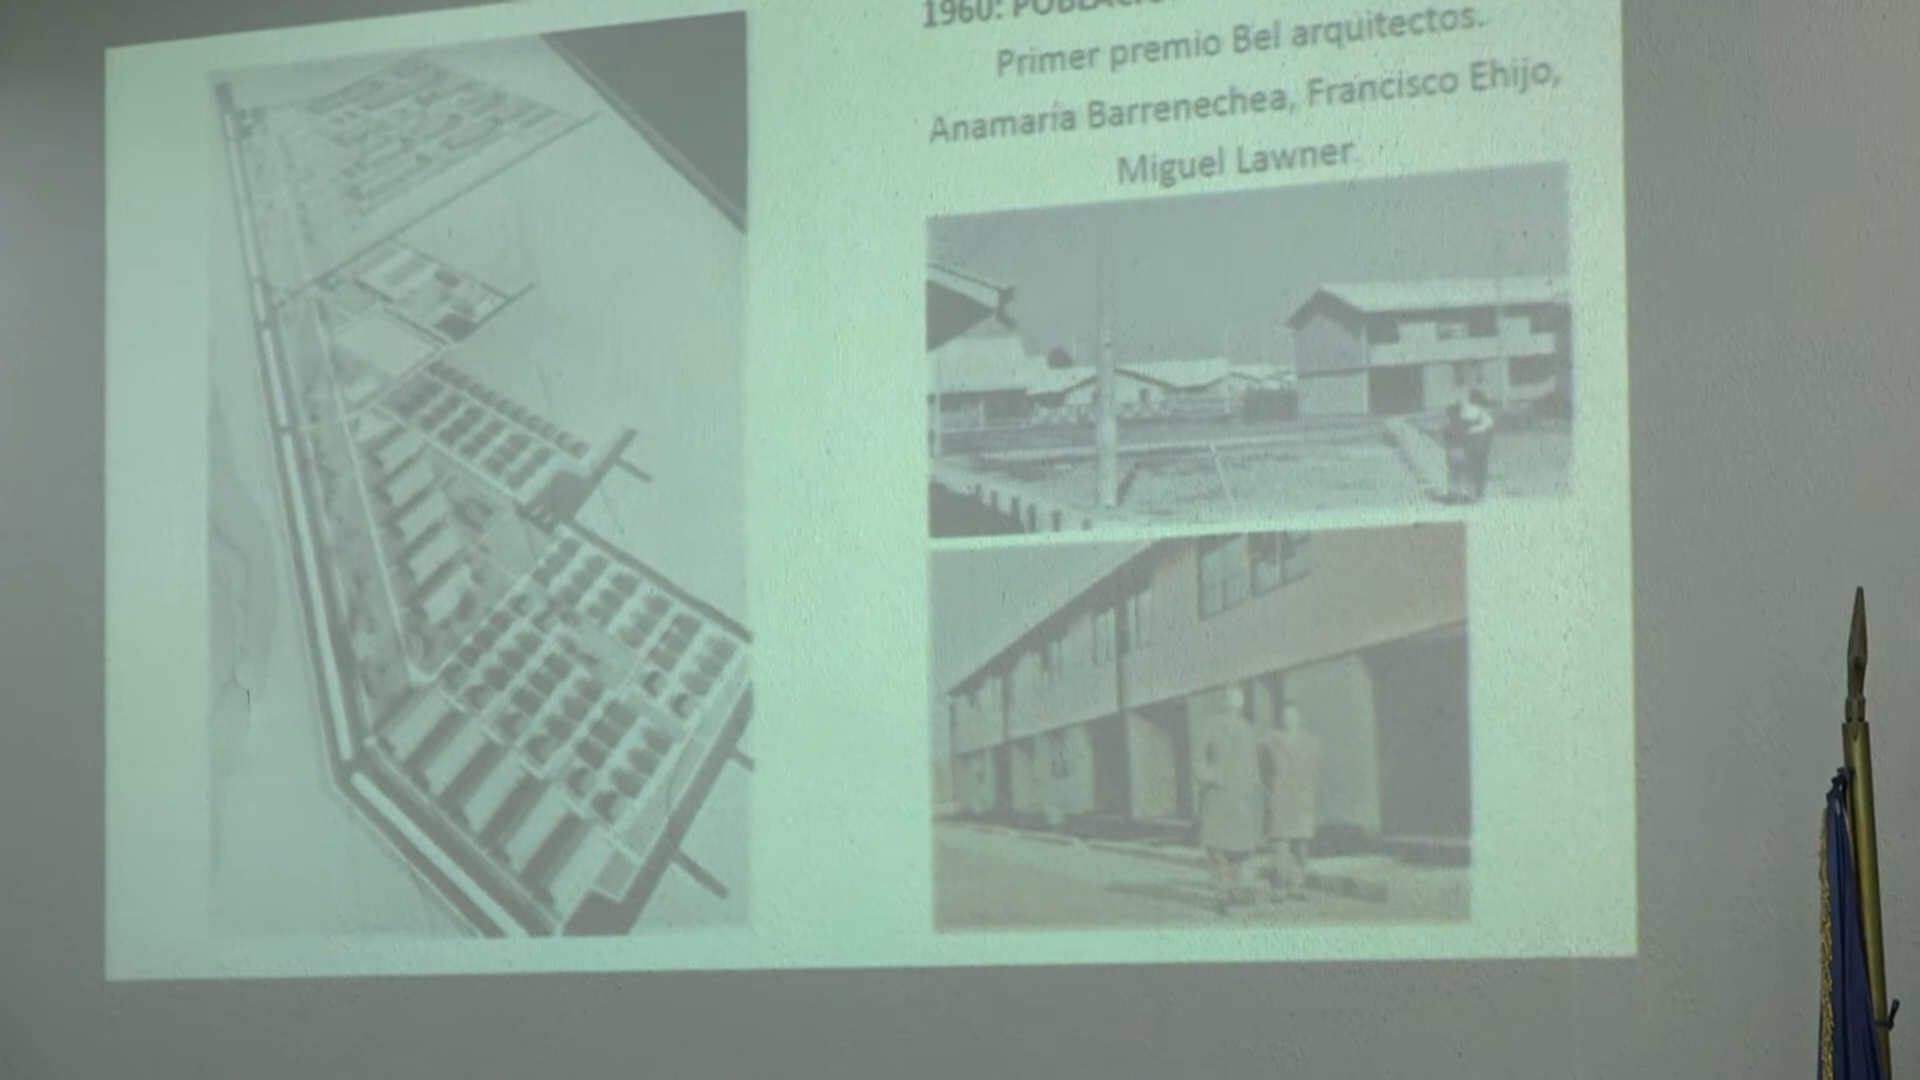 1960:
Primer premio Bel arquitectos.
Anamaría Barrenechea, Francisco Ehijo,
Miguel Lawner